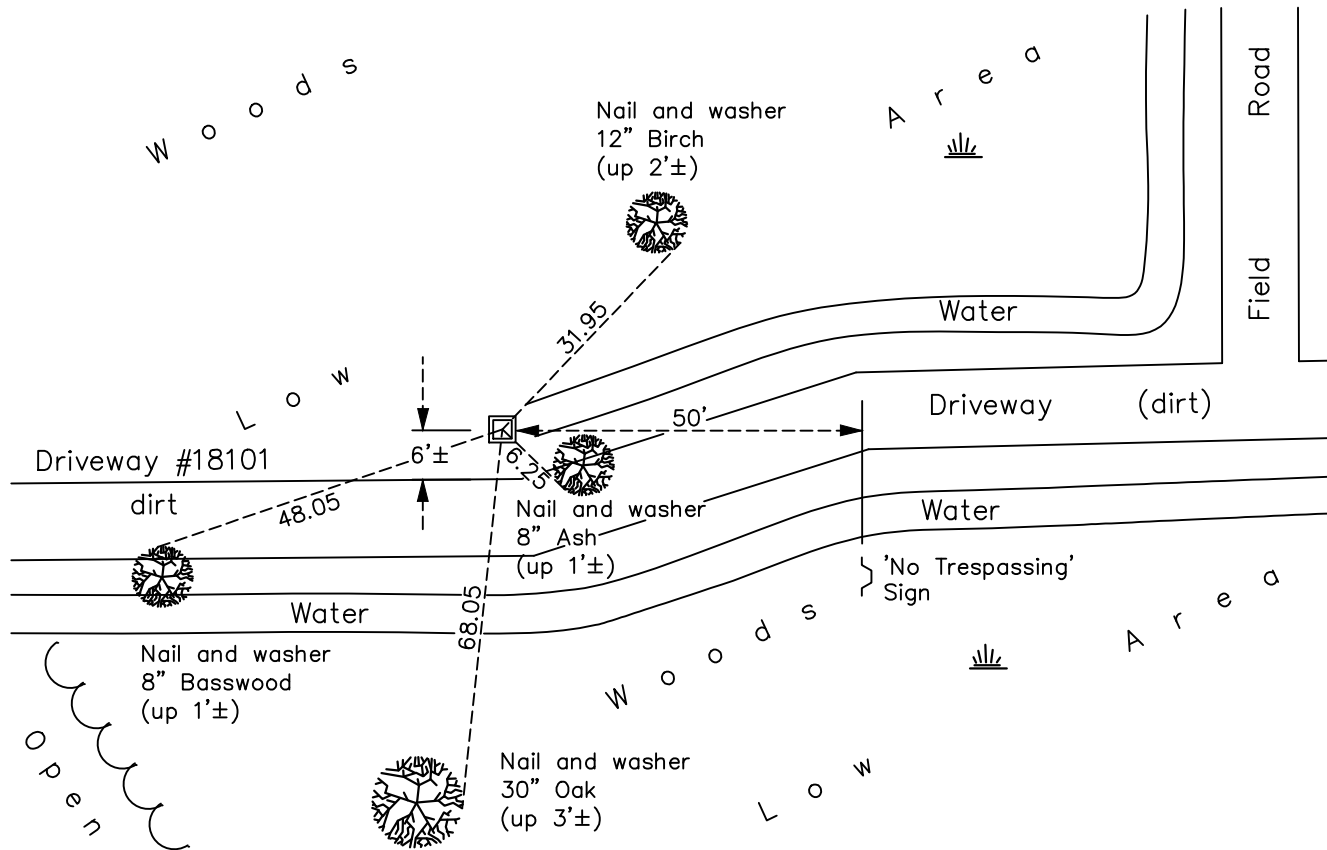 Woods
Area
Nail and washer
12" Birch
(up 2'±)
Field Road
31.95
Water
Low
50'
Driveway (dirt)
Driveway #18101
6'±
6.25
dirt
48.05
Nail and washer
8" Ash
(up 1'±)
Water
'No Trespassing'
Sign
Water
68.05
Woods
Area
Nail and washer
8" Basswood
(up 1'±)
Open
Nail and washer
30" Oak
(up 3'±)
Low